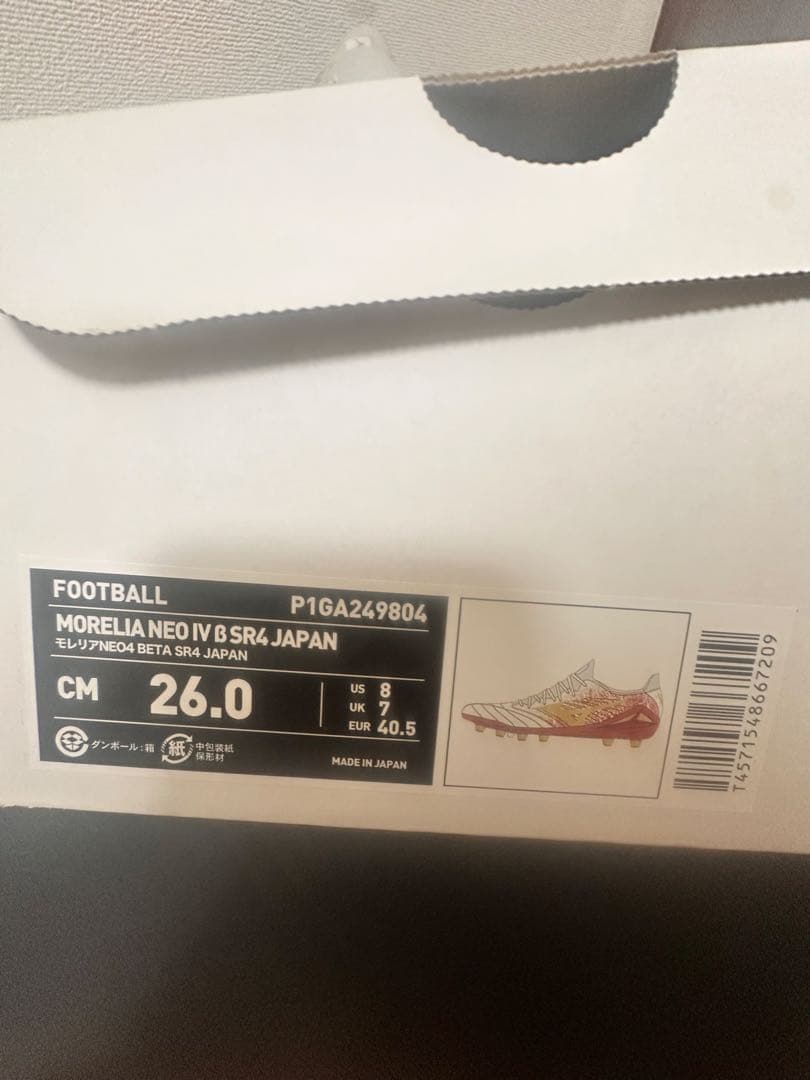 FOOTBALL P1GA249804
MORELIA NEO IV β SR4 JAPAN
モレリアNEO4 BETA SR4 JAPAN
CM 26.0
US 8
UK 7
EUR 40.5
ダンボール:箱
紙
中包装紙
保形材
MADE IN JAPAN
T4571548667209